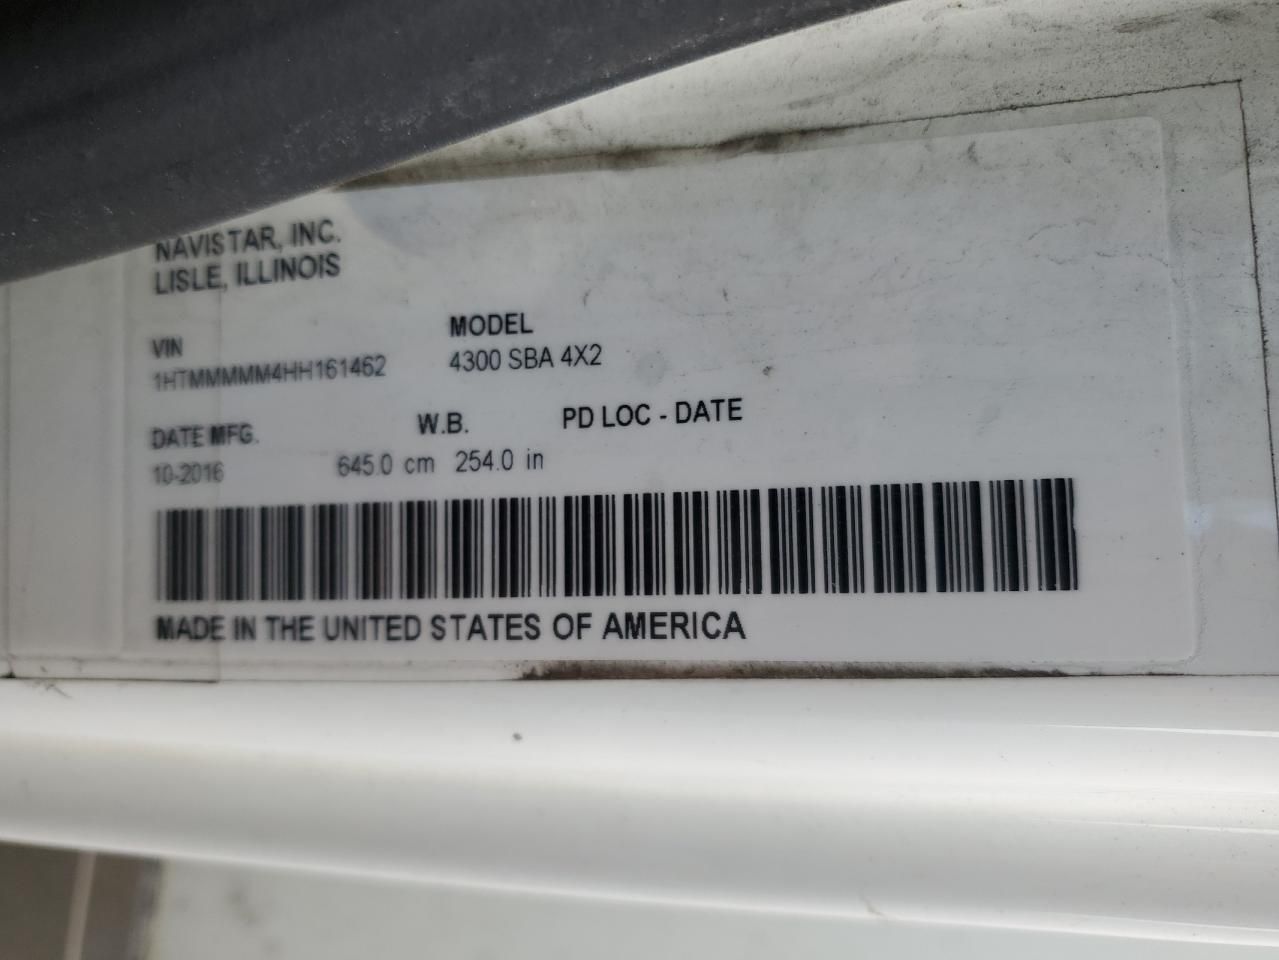 NAVISTAR, INC.
LISLE, ILLINOIS
VIN
1HTMMMMM4HH161462
MODEL
4300 SBA 4X2
DATE MFG.
10-2016
W.B.
645.0 cm 254.0 in
PD LOC - DATE
MADE IN THE UNITED STATES OF AMERICA